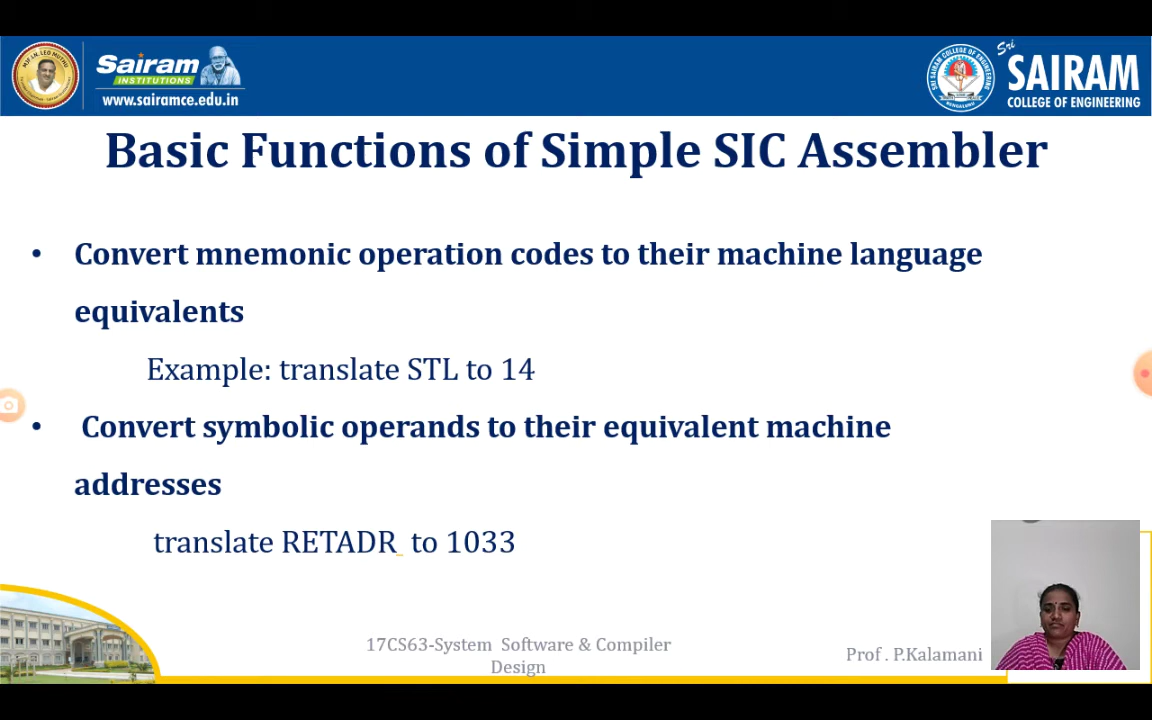 Sairam
INSTITUTIONS
www.sairamce.edu.in
Sri
SAIRAM
COLLEGE OF ENGINEERING
Basic Functions of Simple SIC Assembler
• Convert mnemonic operation codes to their machine language
equivalents
Example: translate STL to 14
• Convert symbolic operands to their equivalent machine
addresses
translate RETADR_ to 1033
17CS63-System Software & Compiler
Design
Prof . P.Kalamani